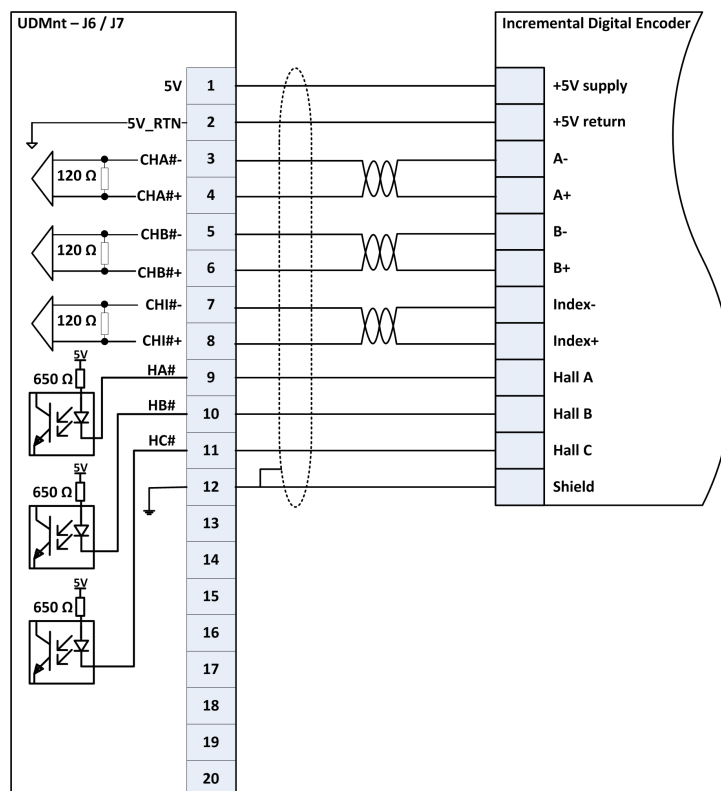 UDMnt – J6 / J7 Incremental Digital Encoder
5V 1 +5V supply
5V_RTN 2 +5V return
CHA#- 3 A-
120 Ω
CHA#+ 4 A+
CHB#- 5 B-
120 Ω
CHB#+ 6 B+
CHI#- 7 Index-
120 Ω
CHI#+ 8 Index+
5V
HA# 9 Hall A
650 Ω
HB# 10 Hall B
HC# 11 Hall C
5V
650 Ω
12 Shield
13
14
5V
650 Ω
15
16
17
18
19
20